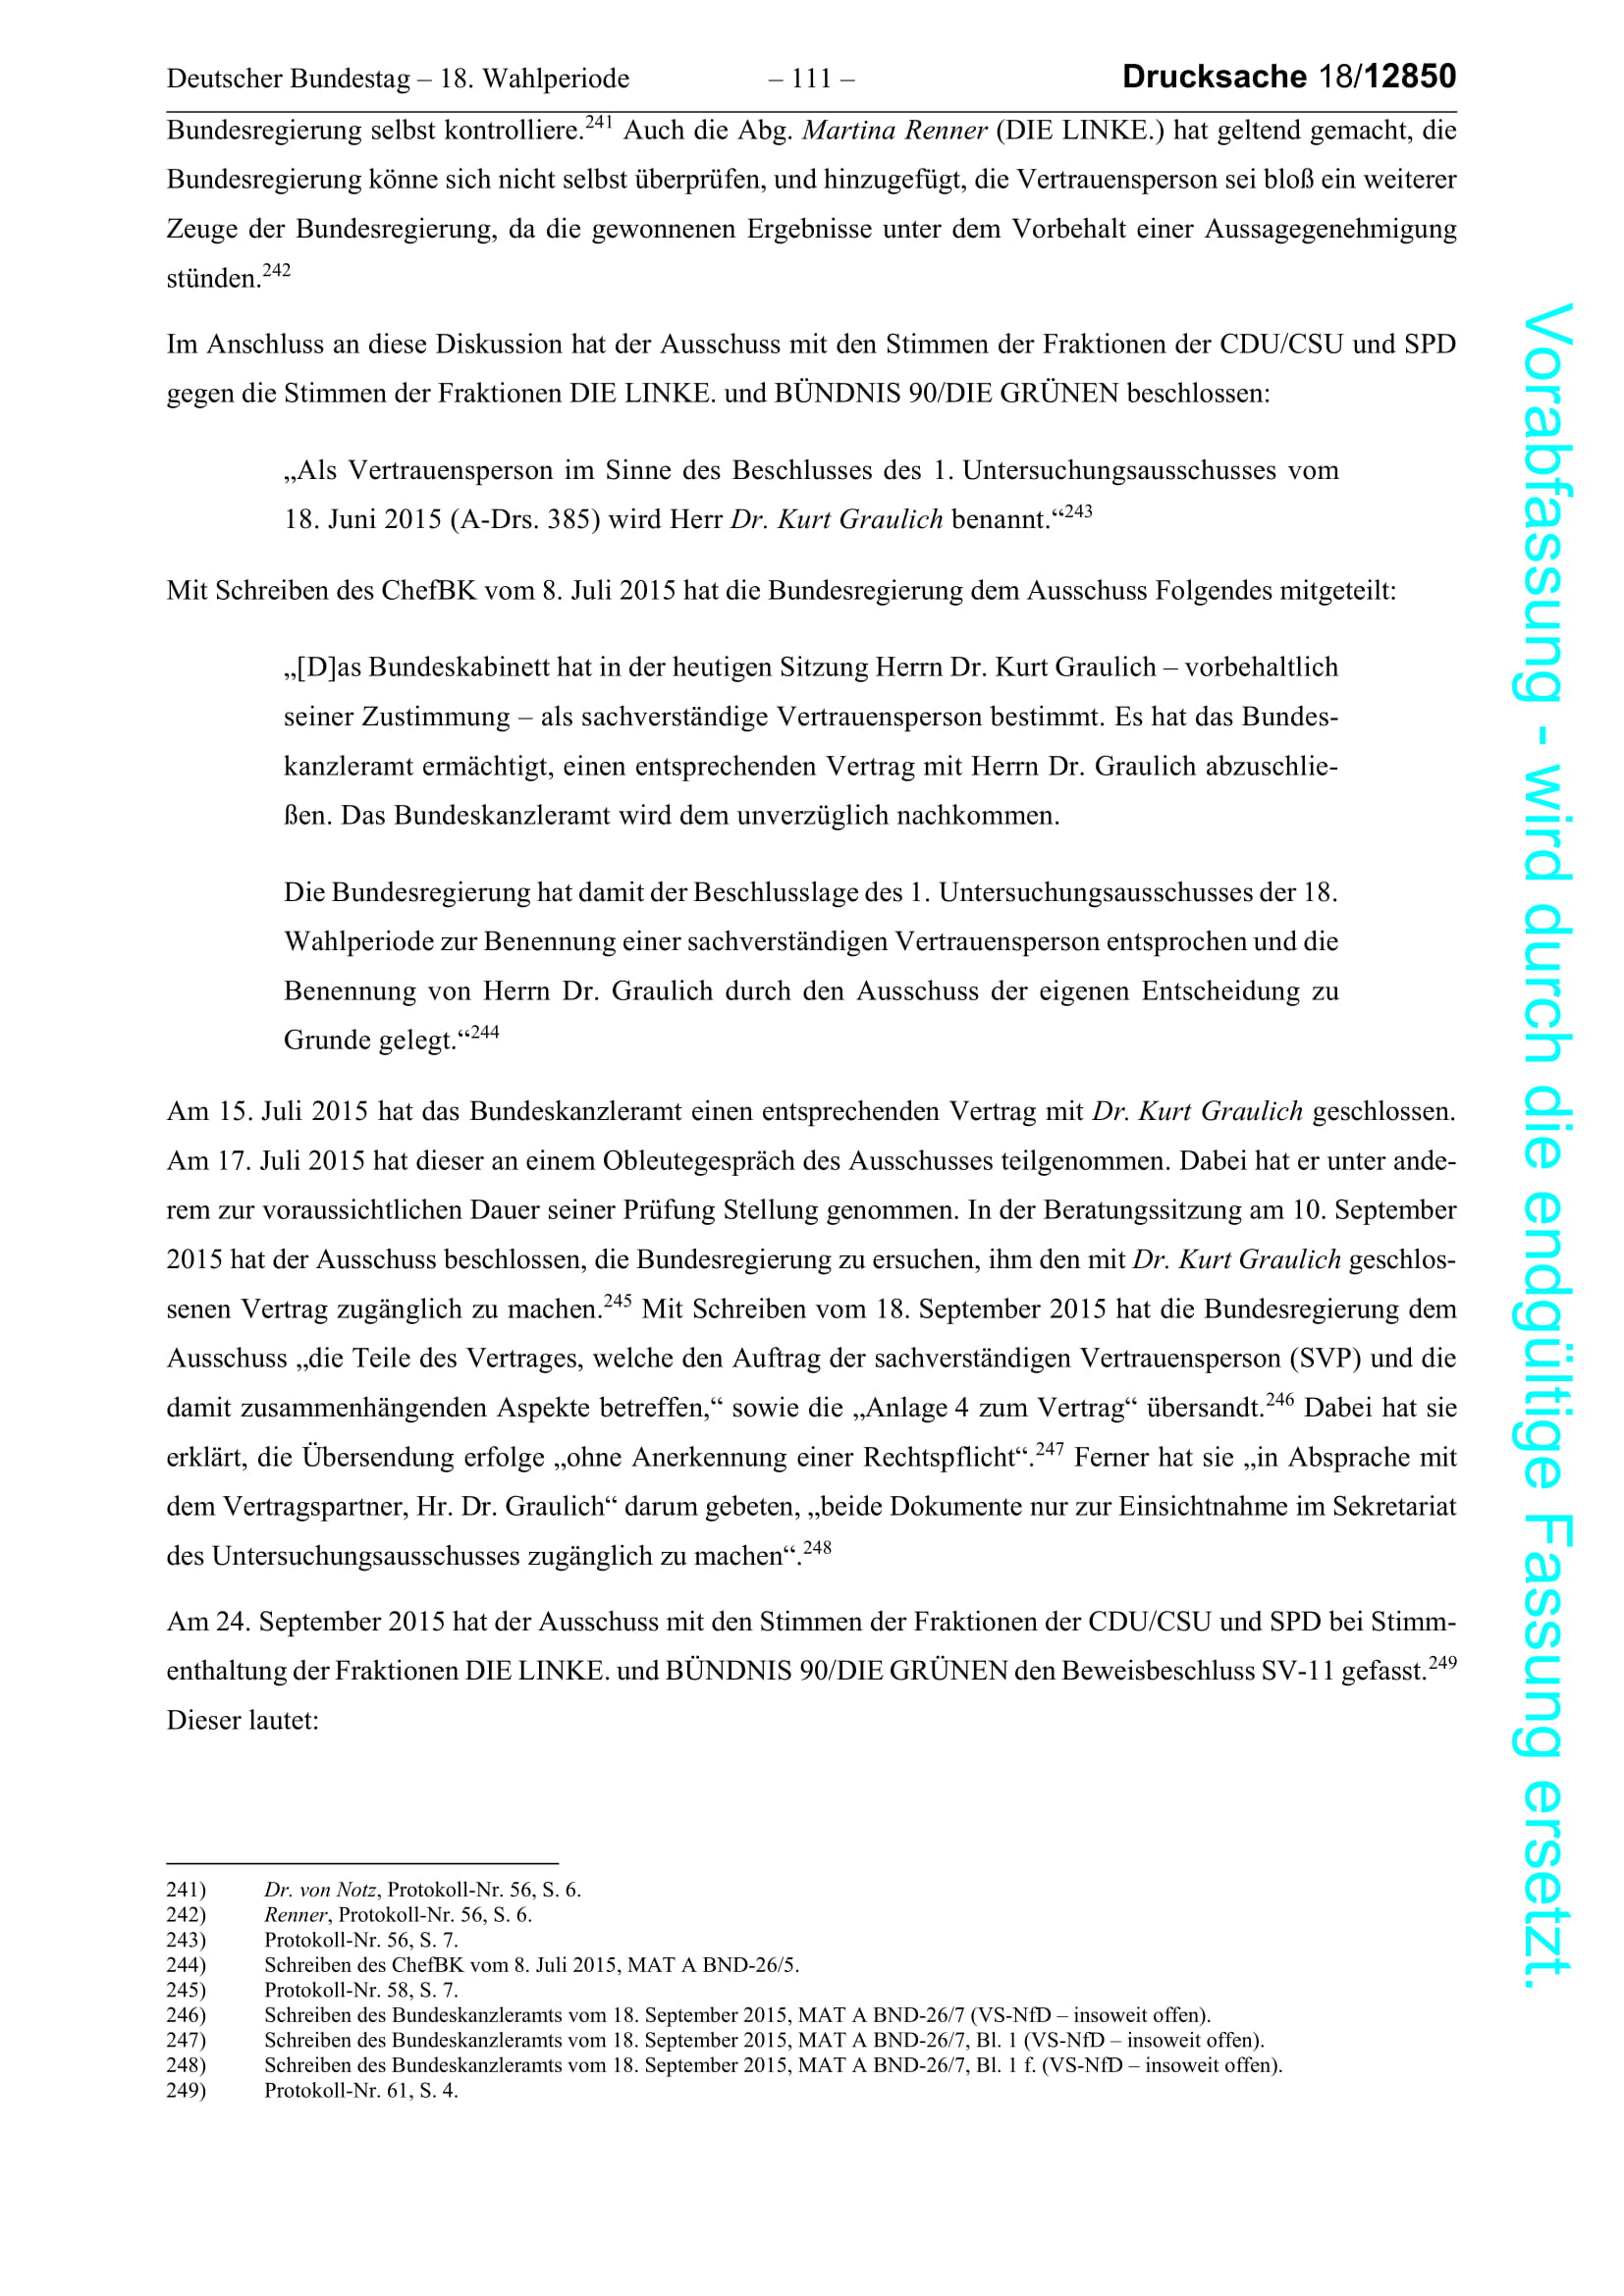 Deutscher Bundestag – 18. Wahlperiode – 111 – Drucksache 18/12850
Bundesregierung selbst kontrolliere.241 Auch die Abg. Martina Renner (DIE LINKE.) hat geltend gemacht, die
Bundesregierung könne sich nicht selbst überprüfen, und hinzugefügt, die Vertrauensperson sei bloß ein weiterer
Zeuge der Bundesregierung, da die gewonnenen Ergebnisse unter dem Vorbehalt einer Aussagegenehmigung
stünden.242
Im Anschluss an diese Diskussion hat der Ausschuss mit den Stimmen der Fraktionen der CDU/CSU und SPD
gegen die Stimmen der Fraktionen DIE LINKE. und BÜNDNIS 90/DIE GRÜNEN beschlossen:
„Als Vertrauensperson im Sinne des Beschlusses des 1. Untersuchungsausschusses vom
18. Juni 2015 (A-Drs. 385) wird Herr Dr. Kurt Graulich benannt.“243
Mit Schreiben des ChefBK vom 8. Juli 2015 hat die Bundesregierung dem Ausschuss Folgendes mitgeteilt:
„[D]as Bundeskabinett hat in der heutigen Sitzung Herrn Dr. Kurt Graulich – vorbehaltlich
seiner Zustimmung – als sachverständige Vertrauensperson bestimmt. Es hat das Bundes-
kanzleramt ermächtigt, einen entsprechenden Vertrag mit Herrn Dr. Graulich abzuschlie-
ßen. Das Bundeskanzleramt wird dem unverzüglich nachkommen.
Die Bundesregierung hat damit der Beschlusslage des 1. Untersuchungsausschusses der 18.
Wahlperiode zur Benennung einer sachverständigen Vertrauensperson entsprochen und die
Benennung von Herrn Dr. Graulich durch den Ausschuss der eigenen Entscheidung zu
Grunde gelegt.“244
Am 15. Juli 2015 hat das Bundeskanzleramt einen entsprechenden Vertrag mit Dr. Kurt Graulich geschlossen.
Am 17. Juli 2015 hat dieser an einem Obleutegespräch des Ausschusses teilgenommen. Dabei hat er unter ande-
rem zur voraussichtlichen Dauer seiner Prüfung Stellung genommen. In der Beratungssitzung am 10. September
2015 hat der Ausschuss beschlossen, die Bundesregierung zu ersuchen, ihm den mit Dr. Kurt Graulich geschlos-
senen Vertrag zugänglich zu machen.245 Mit Schreiben vom 18. September 2015 hat die Bundesregierung dem
Ausschuss „die Teile des Vertrages, welche den Auftrag der sachverständigen Vertrauensperson (SVP) und die
damit zusammenhängenden Aspekte betreffen,“ sowie die „Anlage 4 zum Vertrag“ übersandt.246 Dabei hat sie
erklärt, die Übersendung erfolge „ohne Anerkennung einer Rechtspflicht“.247 Ferner hat sie „in Absprache mit
dem Vertragspartner, Hr. Dr. Graulich“ darum gebeten, „beide Dokumente nur zur Einsichtnahme im Sekretariat
des Untersuchungsausschusses zugänglich zu machen“.248
Am 24. September 2015 hat der Ausschuss mit den Stimmen der Fraktionen der CDU/CSU und SPD bei Stimm-
enthaltung der Fraktionen DIE LINKE. und BÜNDNIS 90/DIE GRÜNEN den Beweisbeschluss SV-11 gefasst.249
Dieser lautet:
241) Dr. von Notz, Protokoll-Nr. 56, S. 6.
242) Renner, Protokoll-Nr. 56, S. 6.
243) Protokoll-Nr. 56, S. 7.
244) Schreiben des ChefBK vom 8. Juli 2015, MAT A BND-26/5.
245) Protokoll-Nr. 58, S. 7.
246) Schreiben des Bundeskanzleramts vom 18. September 2015, MAT A BND-26/7 (VS-NfD – insoweit offen).
247) Schreiben des Bundeskanzleramts vom 18. September 2015, MAT A BND-26/7, Bl. 1 (VS-NfD – insoweit offen).
248) Schreiben des Bundeskanzleramts vom 18. September 2015, MAT A BND-26/7, Bl. 1 f. (VS-NfD – insoweit offen).
249) Protokoll-Nr. 61, S. 4.
Vorabfassung - wird durch die endgültige Fassung ersetzt.